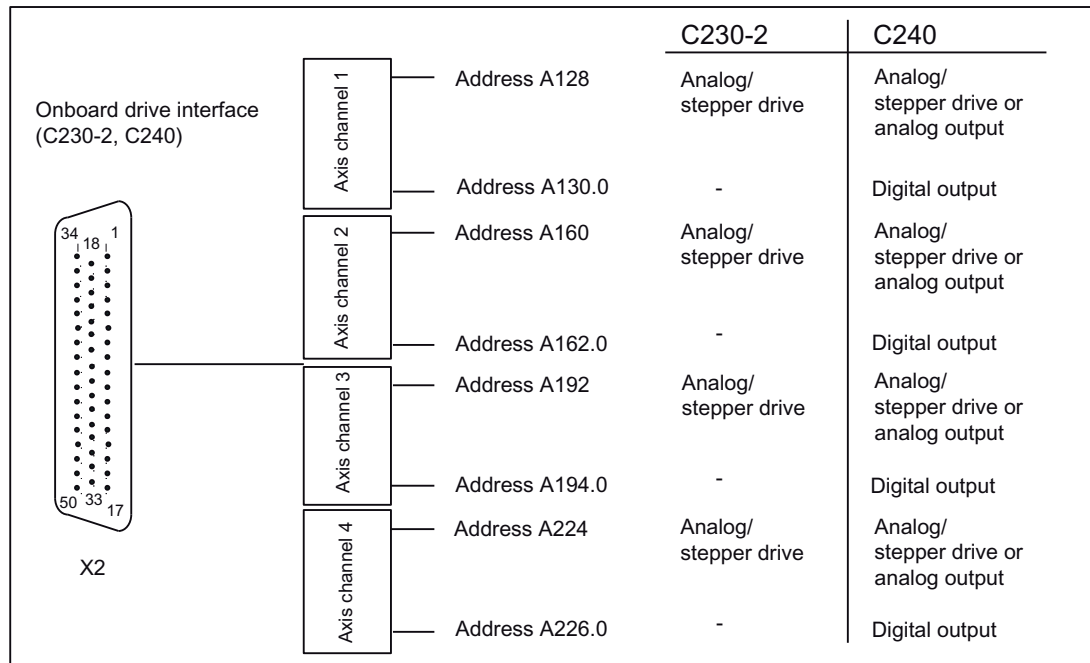 C230-2 C240
Onboard drive interface
(C230-2, C240)
34 18 1
50 33 17
X2
Axis channel 1
Address A128
Analog/
stepper drive
Analog/
stepper drive or
analog output
Address A130.0 - Digital output
Axis channel 2
Address A160
Analog/
stepper drive
Analog/
stepper drive or
analog output
Address A162.0 - Digital output
Axis channel 3
Address A192
Analog/
stepper drive
Analog/
stepper drive or
analog output
Address A194.0 - Digital output
Axis channel 4
Address A224
Analog/
stepper drive
Analog/
stepper drive or
analog output
Address A226.0 - Digital output